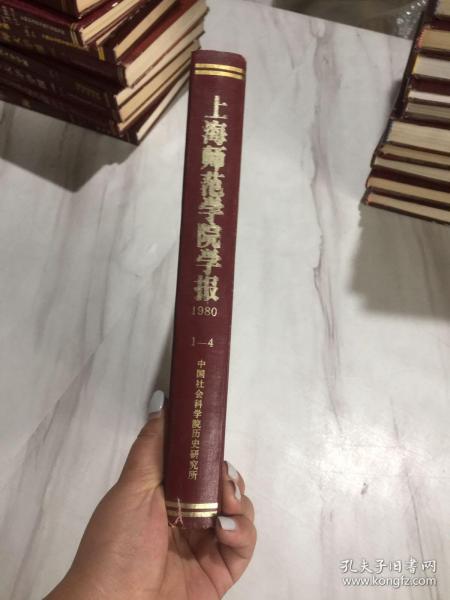 上海师范学院学报
1980
1—4
中国社会科学院历史研究所
孔夫子旧书网
www.kongfz.com